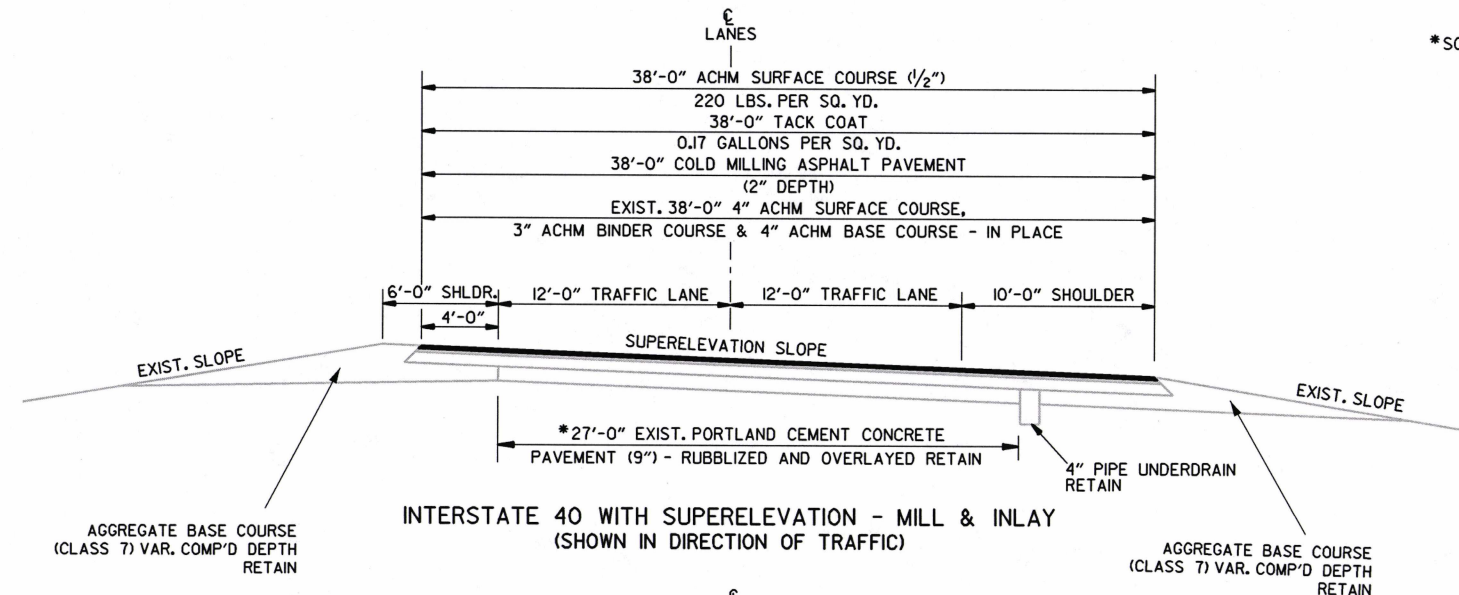 ℄
LANES
*SC
38'-0" ACHM SURFACE COURSE (1/2")
220 LBS. PER SQ. YD.
38'-0" TACK COAT
0.17 GALLONS PER SQ. YD.
38'-0" COLD MILLING ASPHALT PAVEMENT
(2" DEPTH)
EXIST. 38'-0" 4" ACHM SURFACE COURSE,
3" ACHM BINDER COURSE & 4" ACHM BASE COURSE - IN PLACE
6'-0" SHLDR. 12'-0" TRAFFIC LANE 12'-0" TRAFFIC LANE 10'-0" SHOULDER
4'-0"
EXIST. SLOPE
SUPERELEVATION SLOPE
EXIST. SLOPE
*27'-0" EXIST. PORTLAND CEMENT CONCRETE
PAVEMENT (9") - RUBBLIZED AND OVERLAYED RETAIN
4" PIPE UNDERDRAIN
RETAIN
INTERSTATE 40 WITH SUPERELEVATION - MILL & INLAY
(SHOWN IN DIRECTION OF TRAFFIC)
AGGREGATE BASE COURSE
(CLASS 7) VAR. COMP'D DEPTH
RETAIN
AGGREGATE BASE COURSE
(CLASS 7) VAR. COMP'D DEPTH
RETAIN
℄